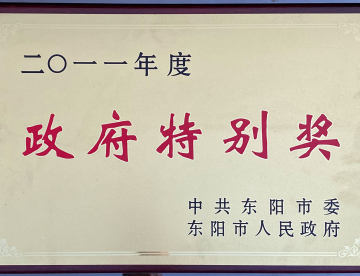 二〇一一年度
政府特别奖
中共东阳市委
东阳市人民政府